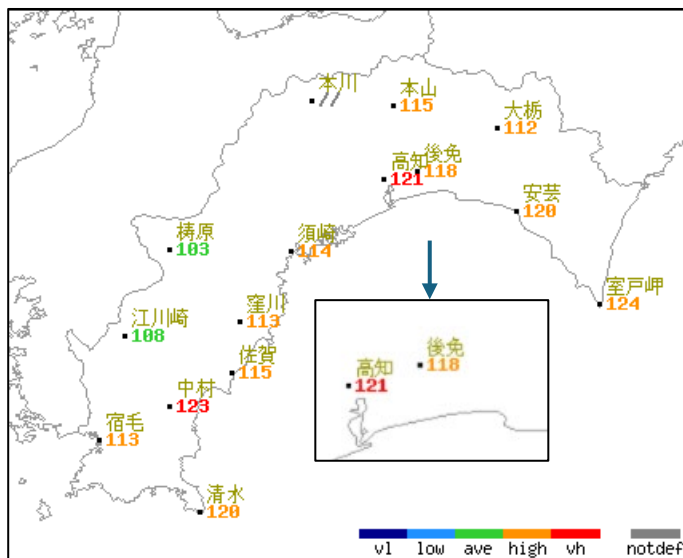 本川
//
本山
115
大栃
112
高知
121
後免
118
安芸
120
梼原
103
須崎
114
室戸岬
124
江川崎
108
窪川
113
佐賀
115
中村
123
宿毛
113
清水
120
高知
121
後免
118
vl low ave high vh notdef